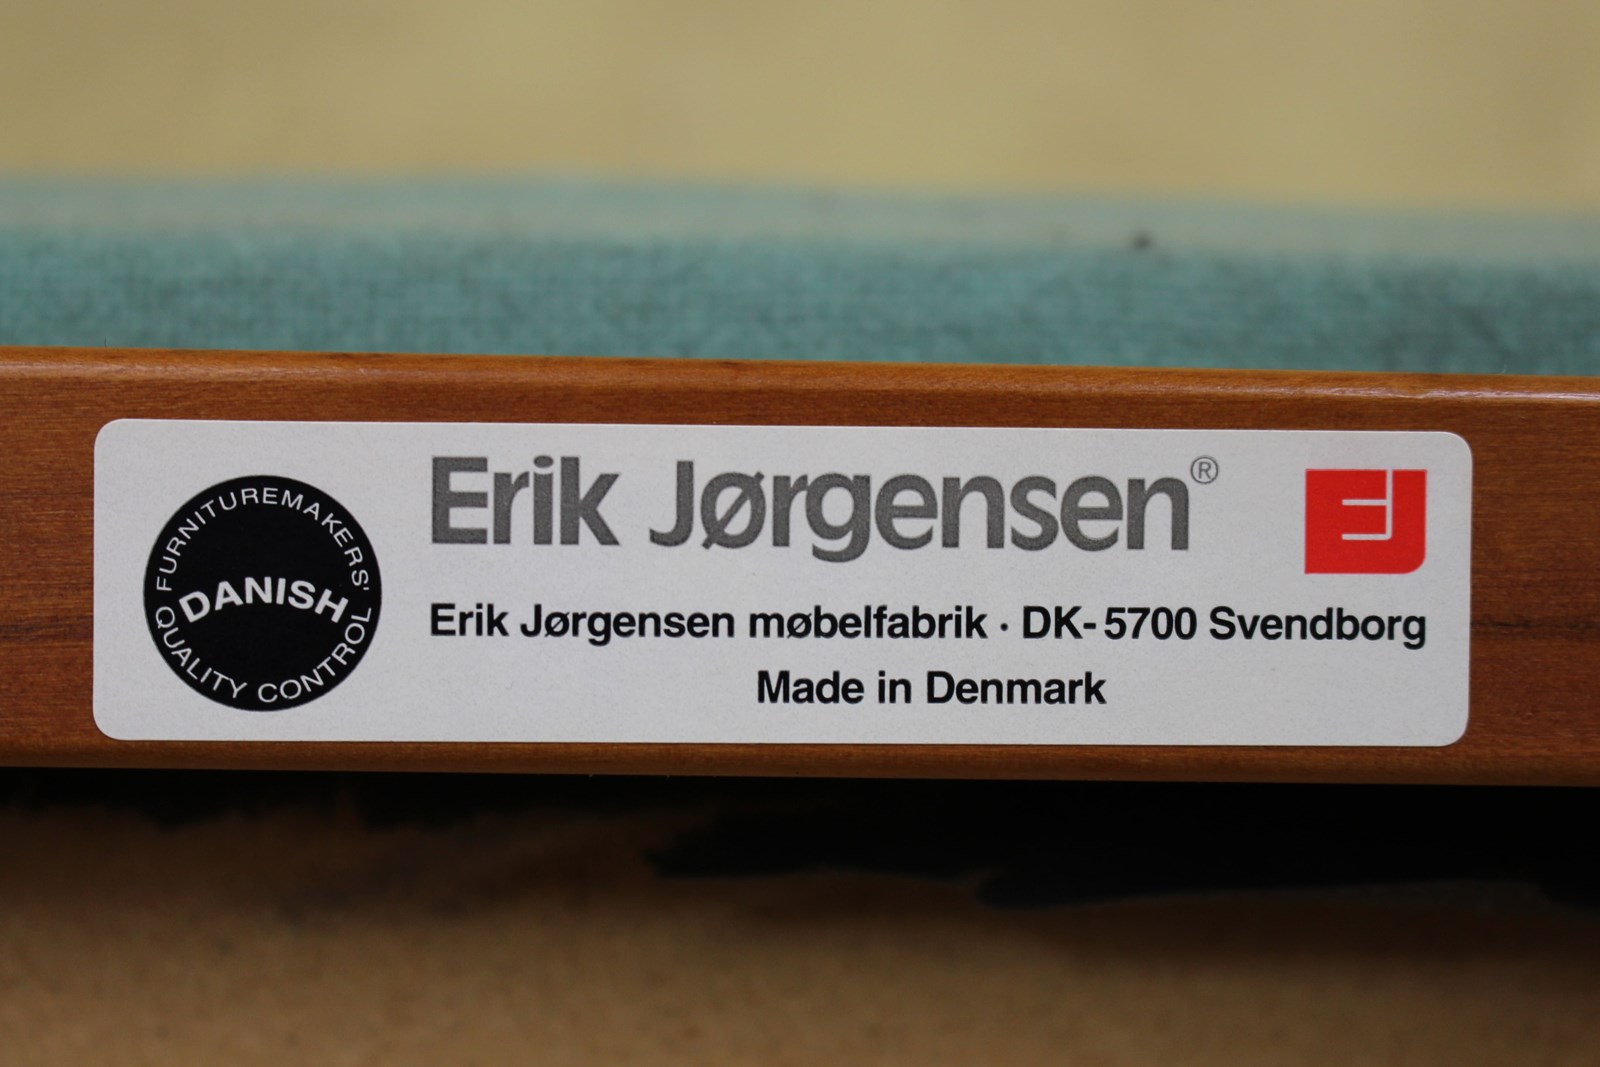 FURNITUREMAKERS'
DANISH
QUALITY CONTROL
Erik Jørgensen®
EJ
Erik Jørgensen møbelfabrik · DK-5700 Svendborg
Made in Denmark